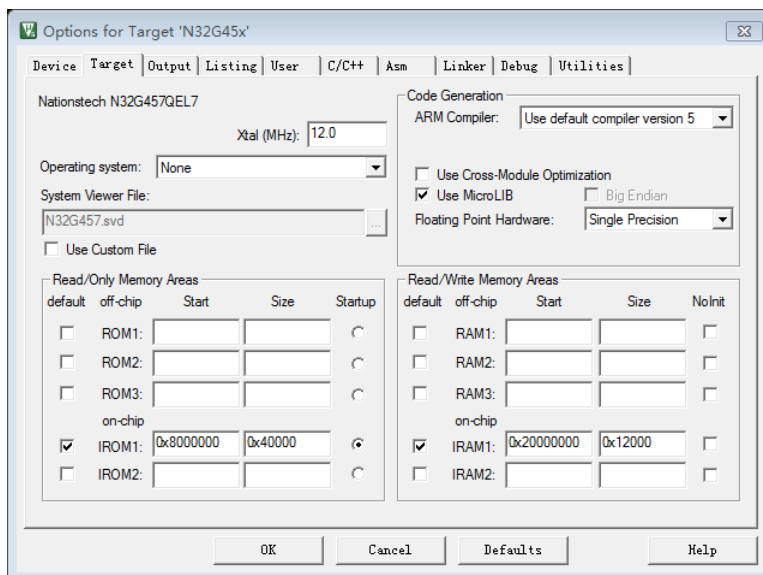 Options for Target 'N32G45x'
Device Target Output Listing User C/C++ Asm Linker Debug Utilities
Nationstech N32G457QEL7
Xtal (MHz): 12.0
Operating system: None
System Viewer File:
N32G457.svd ...
Use Custom File
Code Generation
ARM Compiler: Use default compiler version 5
Use Cross-Module Optimization
Use MicroLIB Big Endian
Floating Point Hardware: Single Precision
Read/Only Memory Areas
default off-chip Start Size Startup
ROM1:
ROM2:
ROM3:
on-chip
IROM1: 0x8000000 0x40000
IROM2:
Read/Write Memory Areas
default off-chip Start Size NoInit
RAM1:
RAM2:
RAM3:
on-chip
IRAM1: 0x20000000 0x12000
IRAM2:
OK Cancel Defaults Help